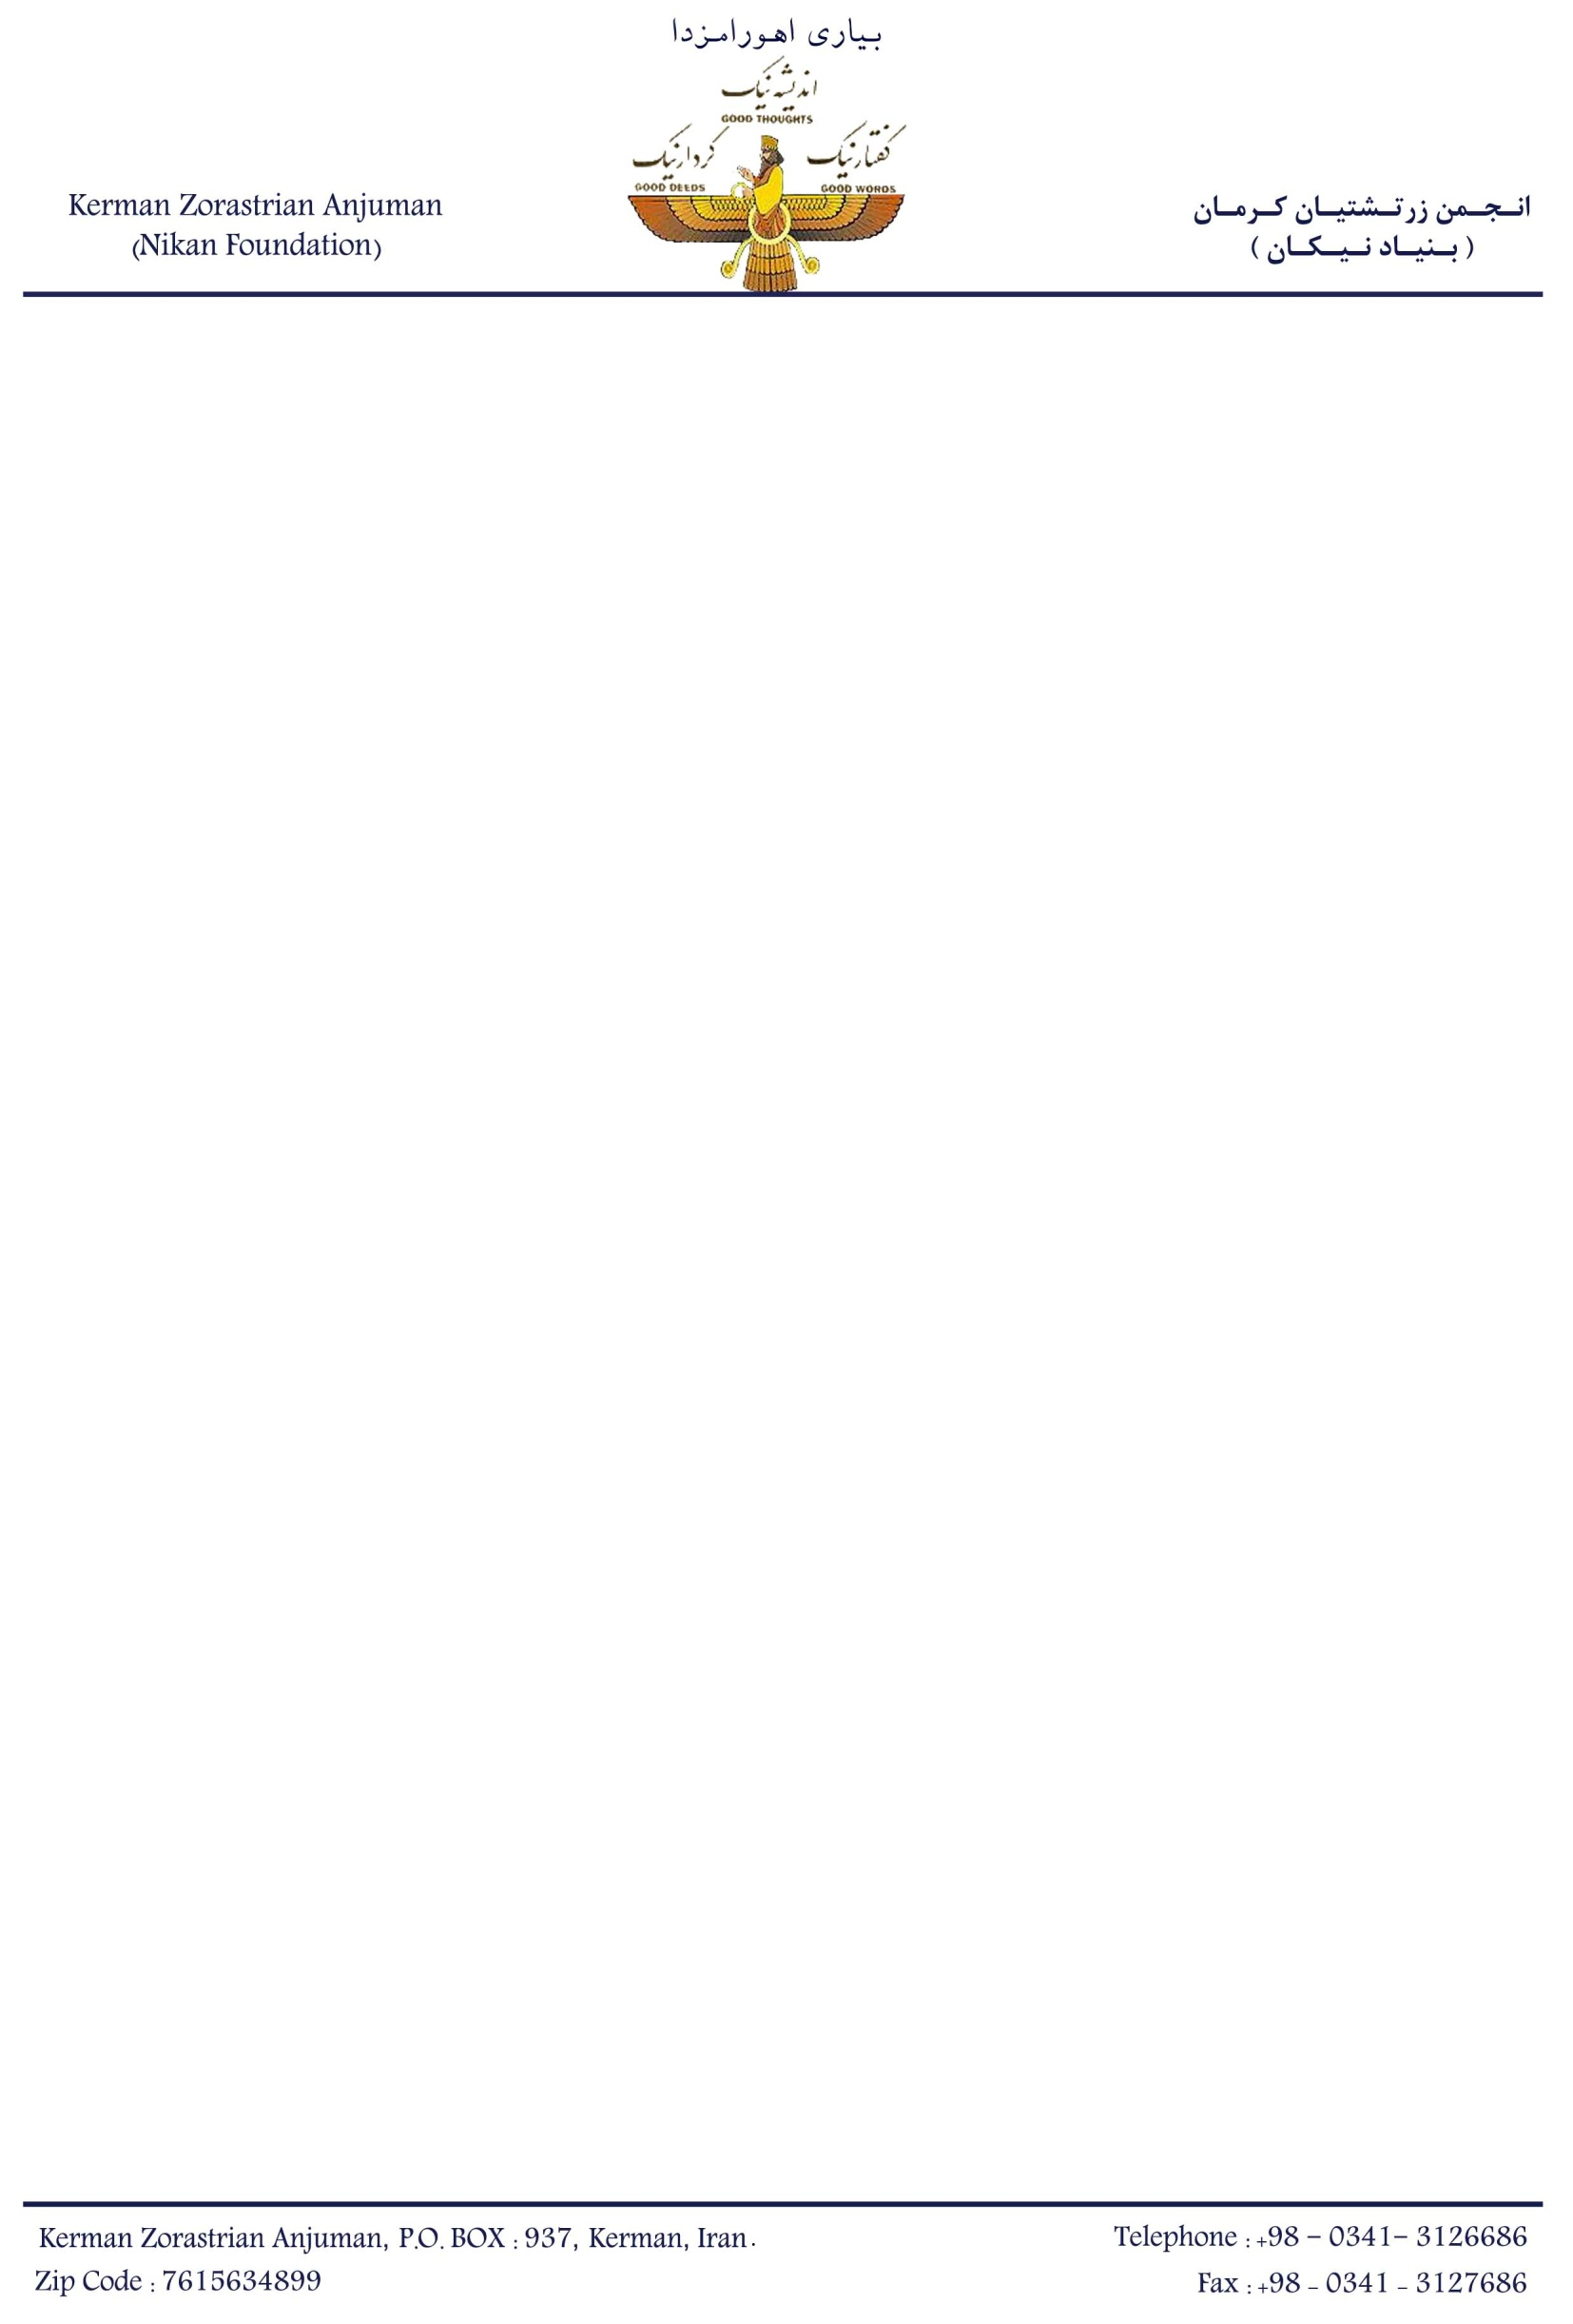 بیاری اهورامزدا
اندیشه نیک
GOOD THOUGHTS
گفتار نیک
GOOD WORDS
کردار نیک
GOOD DEEDS
Kerman Zorastrian Anjuman
(Nikan Foundation)
انجمن زرتشتیان کرمان
( بنیاد نیکان )
Kerman Zorastrian Anjuman, P.O. BOX : 937, Kerman, Iran.
Zip Code : 7615634899
Telephone : +98 – 0341– 3126686
Fax : +98 - 0341 - 3127686